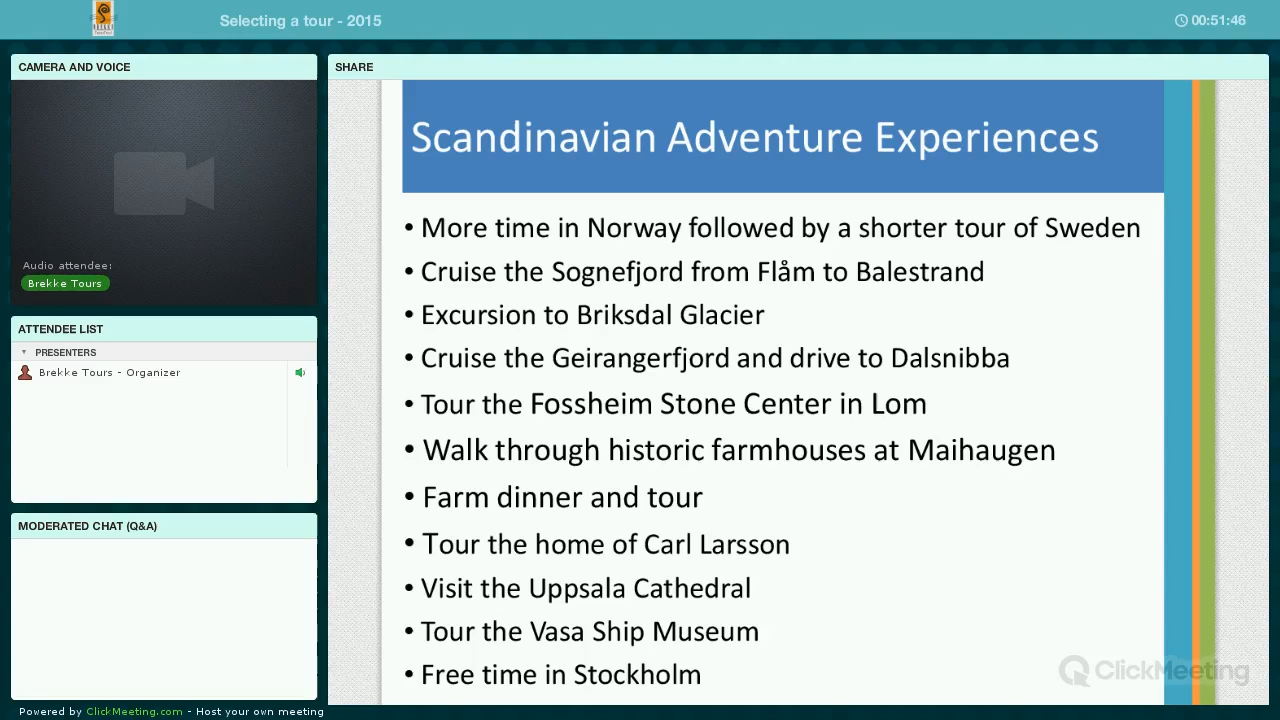 Selecting a tour - 2015
00:51:46
CAMERA AND VOICE
Audio attendee:
Brekke Tours
ATTENDEE LIST
PRESENTERS
Brekke Tours - Organizer
MODERATED CHAT (Q&A)
SHARE
Scandinavian Adventure Experiences
• More time in Norway followed by a shorter tour of Sweden
• Cruise the Sognefjord from Flåm to Balestrand
• Excursion to Briksdal Glacier
• Cruise the Geirangerfjord and drive to Dalsnibba
• Tour the Fossheim Stone Center in Lom
• Walk through historic farmhouses at Maihaugen
• Farm dinner and tour
• Tour the home of Carl Larsson
• Visit the Uppsala Cathedral
• Tour the Vasa Ship Museum
• Free time in Stockholm
ClickMeeting
Powered by ClickMeeting.com - Host your own meeting